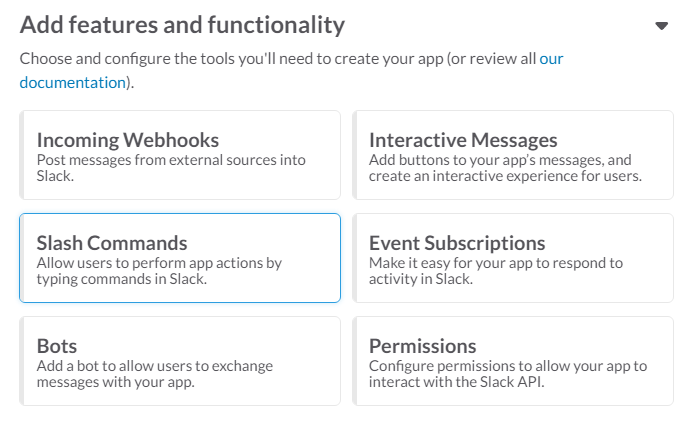 Add features and functionality
Choose and configure the tools you'll need to create your app (or review all our
documentation).
Incoming Webhooks
Post messages from external sources into
Slack.
Interactive Messages
Add buttons to your app's messages, and
create an interactive experience for users.
Slash Commands
Allow users to perform app actions by
typing commands in Slack.
Event Subscriptions
Make it easy for your app to respond to
activity in Slack.
Bots
Add a bot to allow users to exchange
messages with your app.
Permissions
Configure permissions to allow your app to
interact with the Slack API.